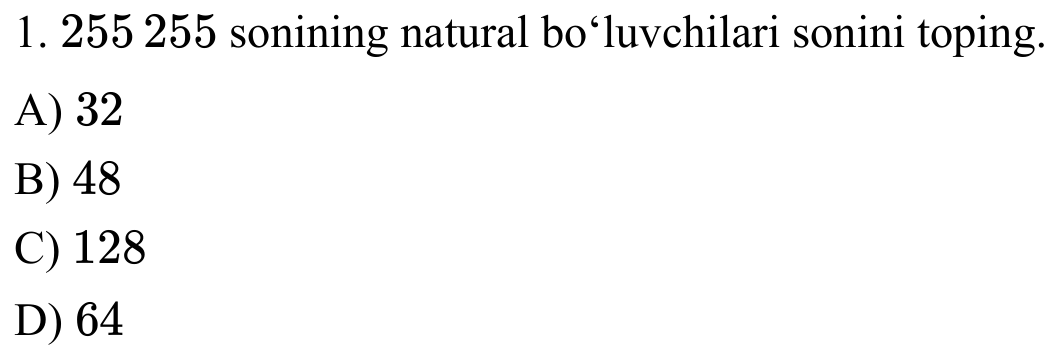 1. 255 255 sonining natural bo‘luvchilari sonini toping.
A) 32
B) 48
C) 128
D) 64